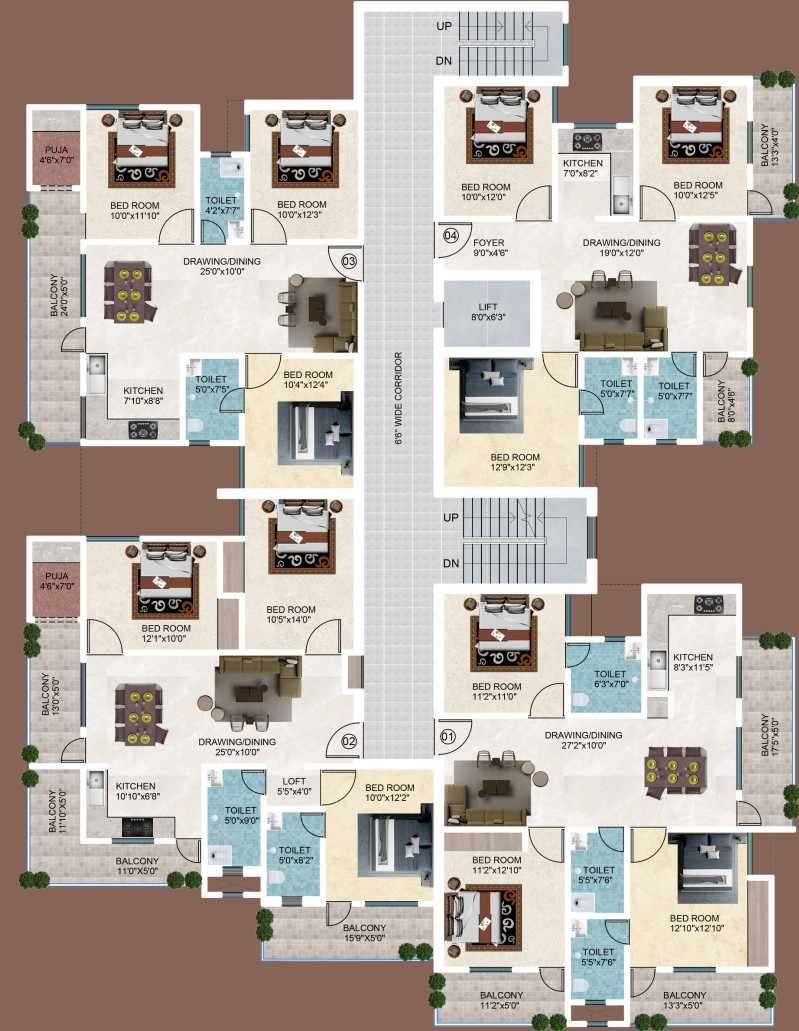 UP
DN
PUJA
4'6"x7'0"
BED ROOM
10'0"x11'10"
TOILET
4'2"x7'7"
BED ROOM
10'0"x12'3"
BALCONY
24'0"x5'0"
DRAWING/DINING
25'0"x10'0"
03
KITCHEN
7'10"x8'8"
TOILET
5'0"x7'5"
BED ROOM
10'4"x12'4"
6'6" WIDE CORRIDOR
BED ROOM
10'0"x12'0"
KITCHEN
7'0"x8'2"
BED ROOM
10'0"x12'5"
BALCONY
13'3"x4'0"
04
FOYER
9'0"x4'6"
DRAWING/DINING
19'0"x12'0"
LIFT
8'0"x6'3"
TOILET
5'0"x7'7"
TOILET
5'0"x7'7"
BALCONY
8'0"x4'6"
BED ROOM
12'9"x12'3"
UP
DN
PUJA
4'6"x7'0"
BED ROOM
12'1"x10'0"
BED ROOM
10'5"x14'0"
BALCONY
13'0"x5'0"
DRAWING/DINING
25'0"x10'0"
02
BALCONY
11'10"X5'0"
KITCHEN
10'10"x6'8"
BALCONY
11'0"X5'0"
TOILET
5'0"x9'0"
LOFT
5'5"x4'0"
TOILET
5'0"x8'2"
BED ROOM
10'0"x12'2"
BALCONY
15'9"X5'0"
BED ROOM
11'2"x11'0"
TOILET
6'3"x7'0"
KITCHEN
8'3"x11'5"
BALCONY
17'5"x5'0"
01
DRAWING/DINING
27'2"x10'0"
BED ROOM
11'2"x12'10"
TOILET
5'5"x7'6"
BED ROOM
12'10"x12'10"
TOILET
5'5"x7'6"
BALCONY
11'2"x5'0"
BALCONY
13'3"x5'0"